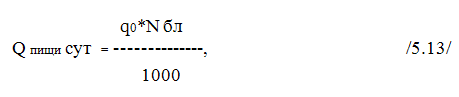 q0*N бл
Q пищи сут = --------------, /5.13/
1000